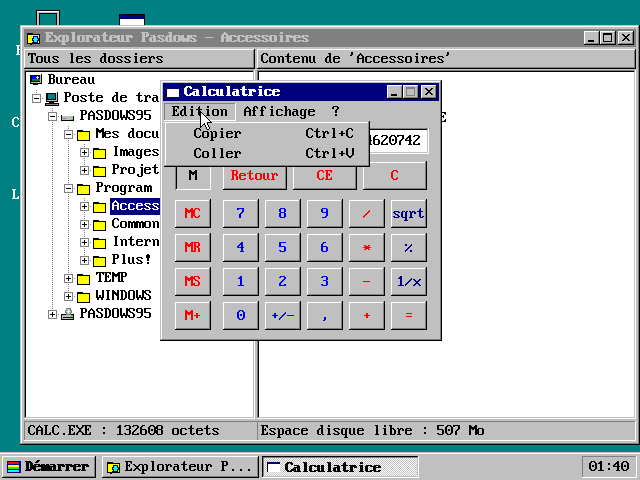 Explorateur Pasdows - Accessoires
Tous les dossiers
Contenu de 'Accessoires'
Bureau
Poste de tra
PASDOWS95
Mes docu
Images
Projet
Program
Access
Common
Intern
Plus!
TEMP
WINDOWS
PASDOWS95
Calculatrice
Edition Affichage ?
Copier Ctrl+C
Coller Ctrl+V
1620742
M Retour CE C
MC 7 8 9 / sqrt
MR 4 5 6 * %
MS 1 2 3 - 1/x
M+ 0 +/- , + =
CALC.EXE : 132608 octets
Espace disque libre : 507 Mo
Démarrer
Explorateur P...
Calculatrice
01:40